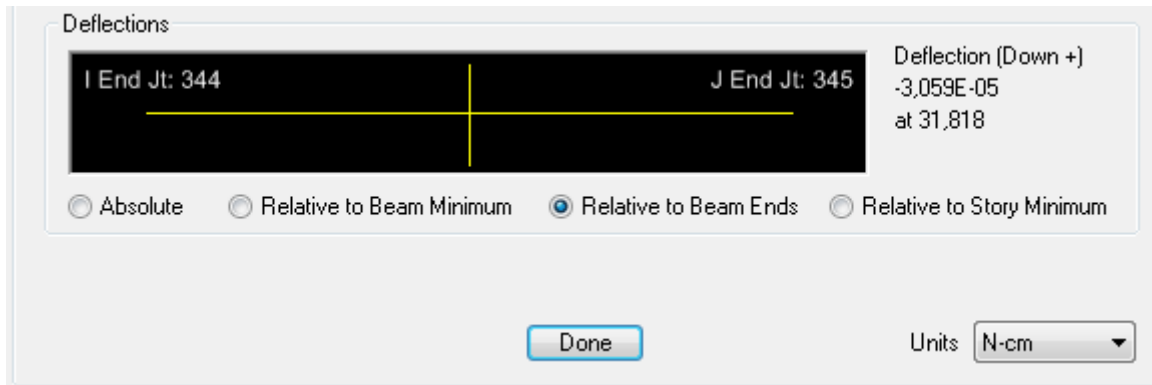 Deflections
I End Jt: 344
J End Jt: 345
Deflection (Down +)
-3,059E-05
at 31,818
Absolute
Relative to Beam Minimum
Relative to Beam Ends
Relative to Story Minimum
Done
Units
N-cm